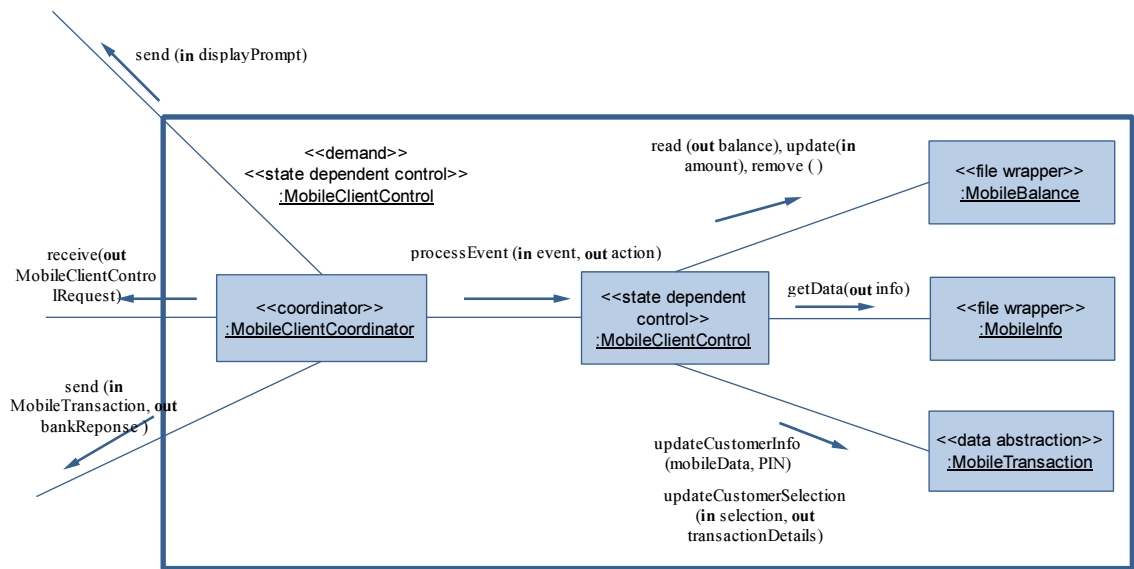 send (in displayPrompt)
<<demand>>
<<state dependent control>>
:MobileClientControl
read (out balance), update(in
amount), remove ( )
<<file wrapper>>
:MobileBalance
receive(out
MobileClientContro
lRequest)
<<coordinator>>
:MobileClientCoordinator
processEvent (in event, out action)
<<state dependent
control>>
:MobileClientControl
getData(out info)
<<file wrapper>>
:MobileInfo
send (in
MobileTransaction, out
bankReponse )
updateCustomerInfo
(mobileData, PIN)
updateCustomerSelection
(in selection, out
transactionDetails)
<<data abstraction>>
:MobileTransaction